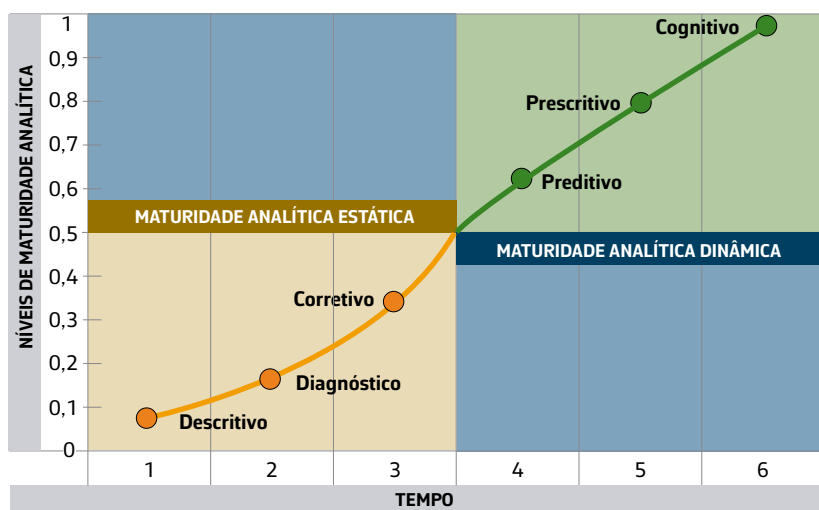 NÍVEIS DE MATURIDADE ANALÍTICA
1
0,9
0,8
0,7
0,6
0,5
0,4
0,3
0,2
0,1
0
Cognitivo
Prescritivo
Preditivo
MATURIDADE ANALÍTICA ESTÁTICA
MATURIDADE ANALÍTICA DINÂMICA
Corretivo
Diagnóstico
Descritivo
1 2 3 4 5 6
TEMPO